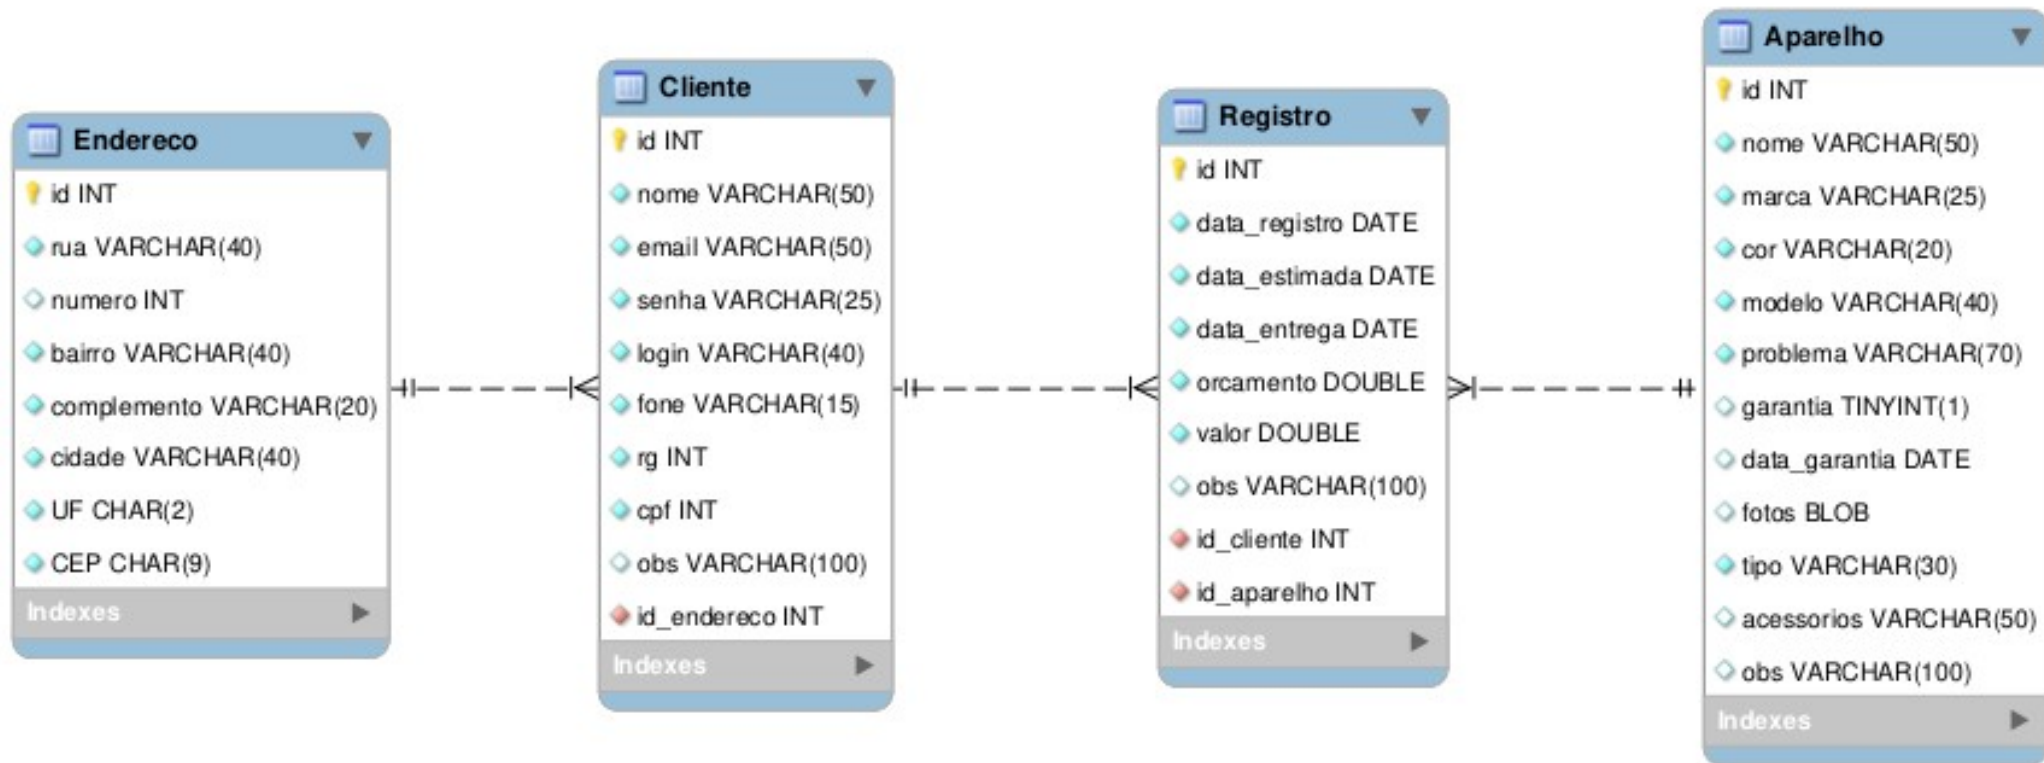 Endereco
id INT
rua VARCHAR(40)
numero INT
bairro VARCHAR(40)
complemento VARCHAR(20)
cidade VARCHAR(40)
UF CHAR(2)
CEP CHAR(9)
Indexes
Cliente
id INT
nome VARCHAR(50)
email VARCHAR(50)
senha VARCHAR(25)
login VARCHAR(40)
fone VARCHAR(15)
rg INT
cpf INT
obs VARCHAR(100)
id_endereco INT
Indexes
Registro
id INT
data_registro DATE
data_estimada DATE
data_entrega DATE
orcamento DOUBLE
valor DOUBLE
obs VARCHAR(100)
id_cliente INT
id_aparelho INT
Indexes
Aparelho
id INT
nome VARCHAR(50)
marca VARCHAR(25)
cor VARCHAR(20)
modelo VARCHAR(40)
problema VARCHAR(70)
garantia TINYINT(1)
data_garantia DATE
fotos BLOB
tipo VARCHAR(30)
acessorios VARCHAR(50)
obs VARCHAR(100)
Indexes